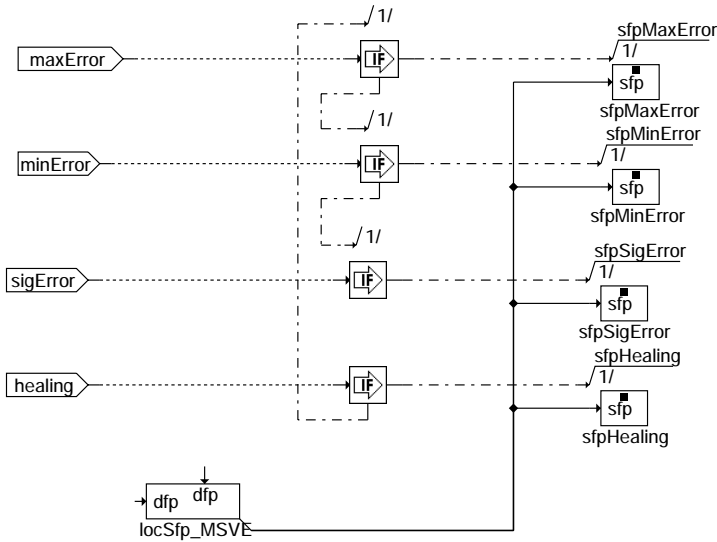 1/
sfpMaxError
maxError
IF
1/
sfp
sfpMaxError
1/
sfpMinError
minError
IF
1/
sfp
sfpMinError
1/
sfpSigError
sigError
IF
1/
sfp
sfpSigError
sfpHealing
healing
IF
1/
sfp
sfpHealing
dfp
dfp
locSfp_MSVE